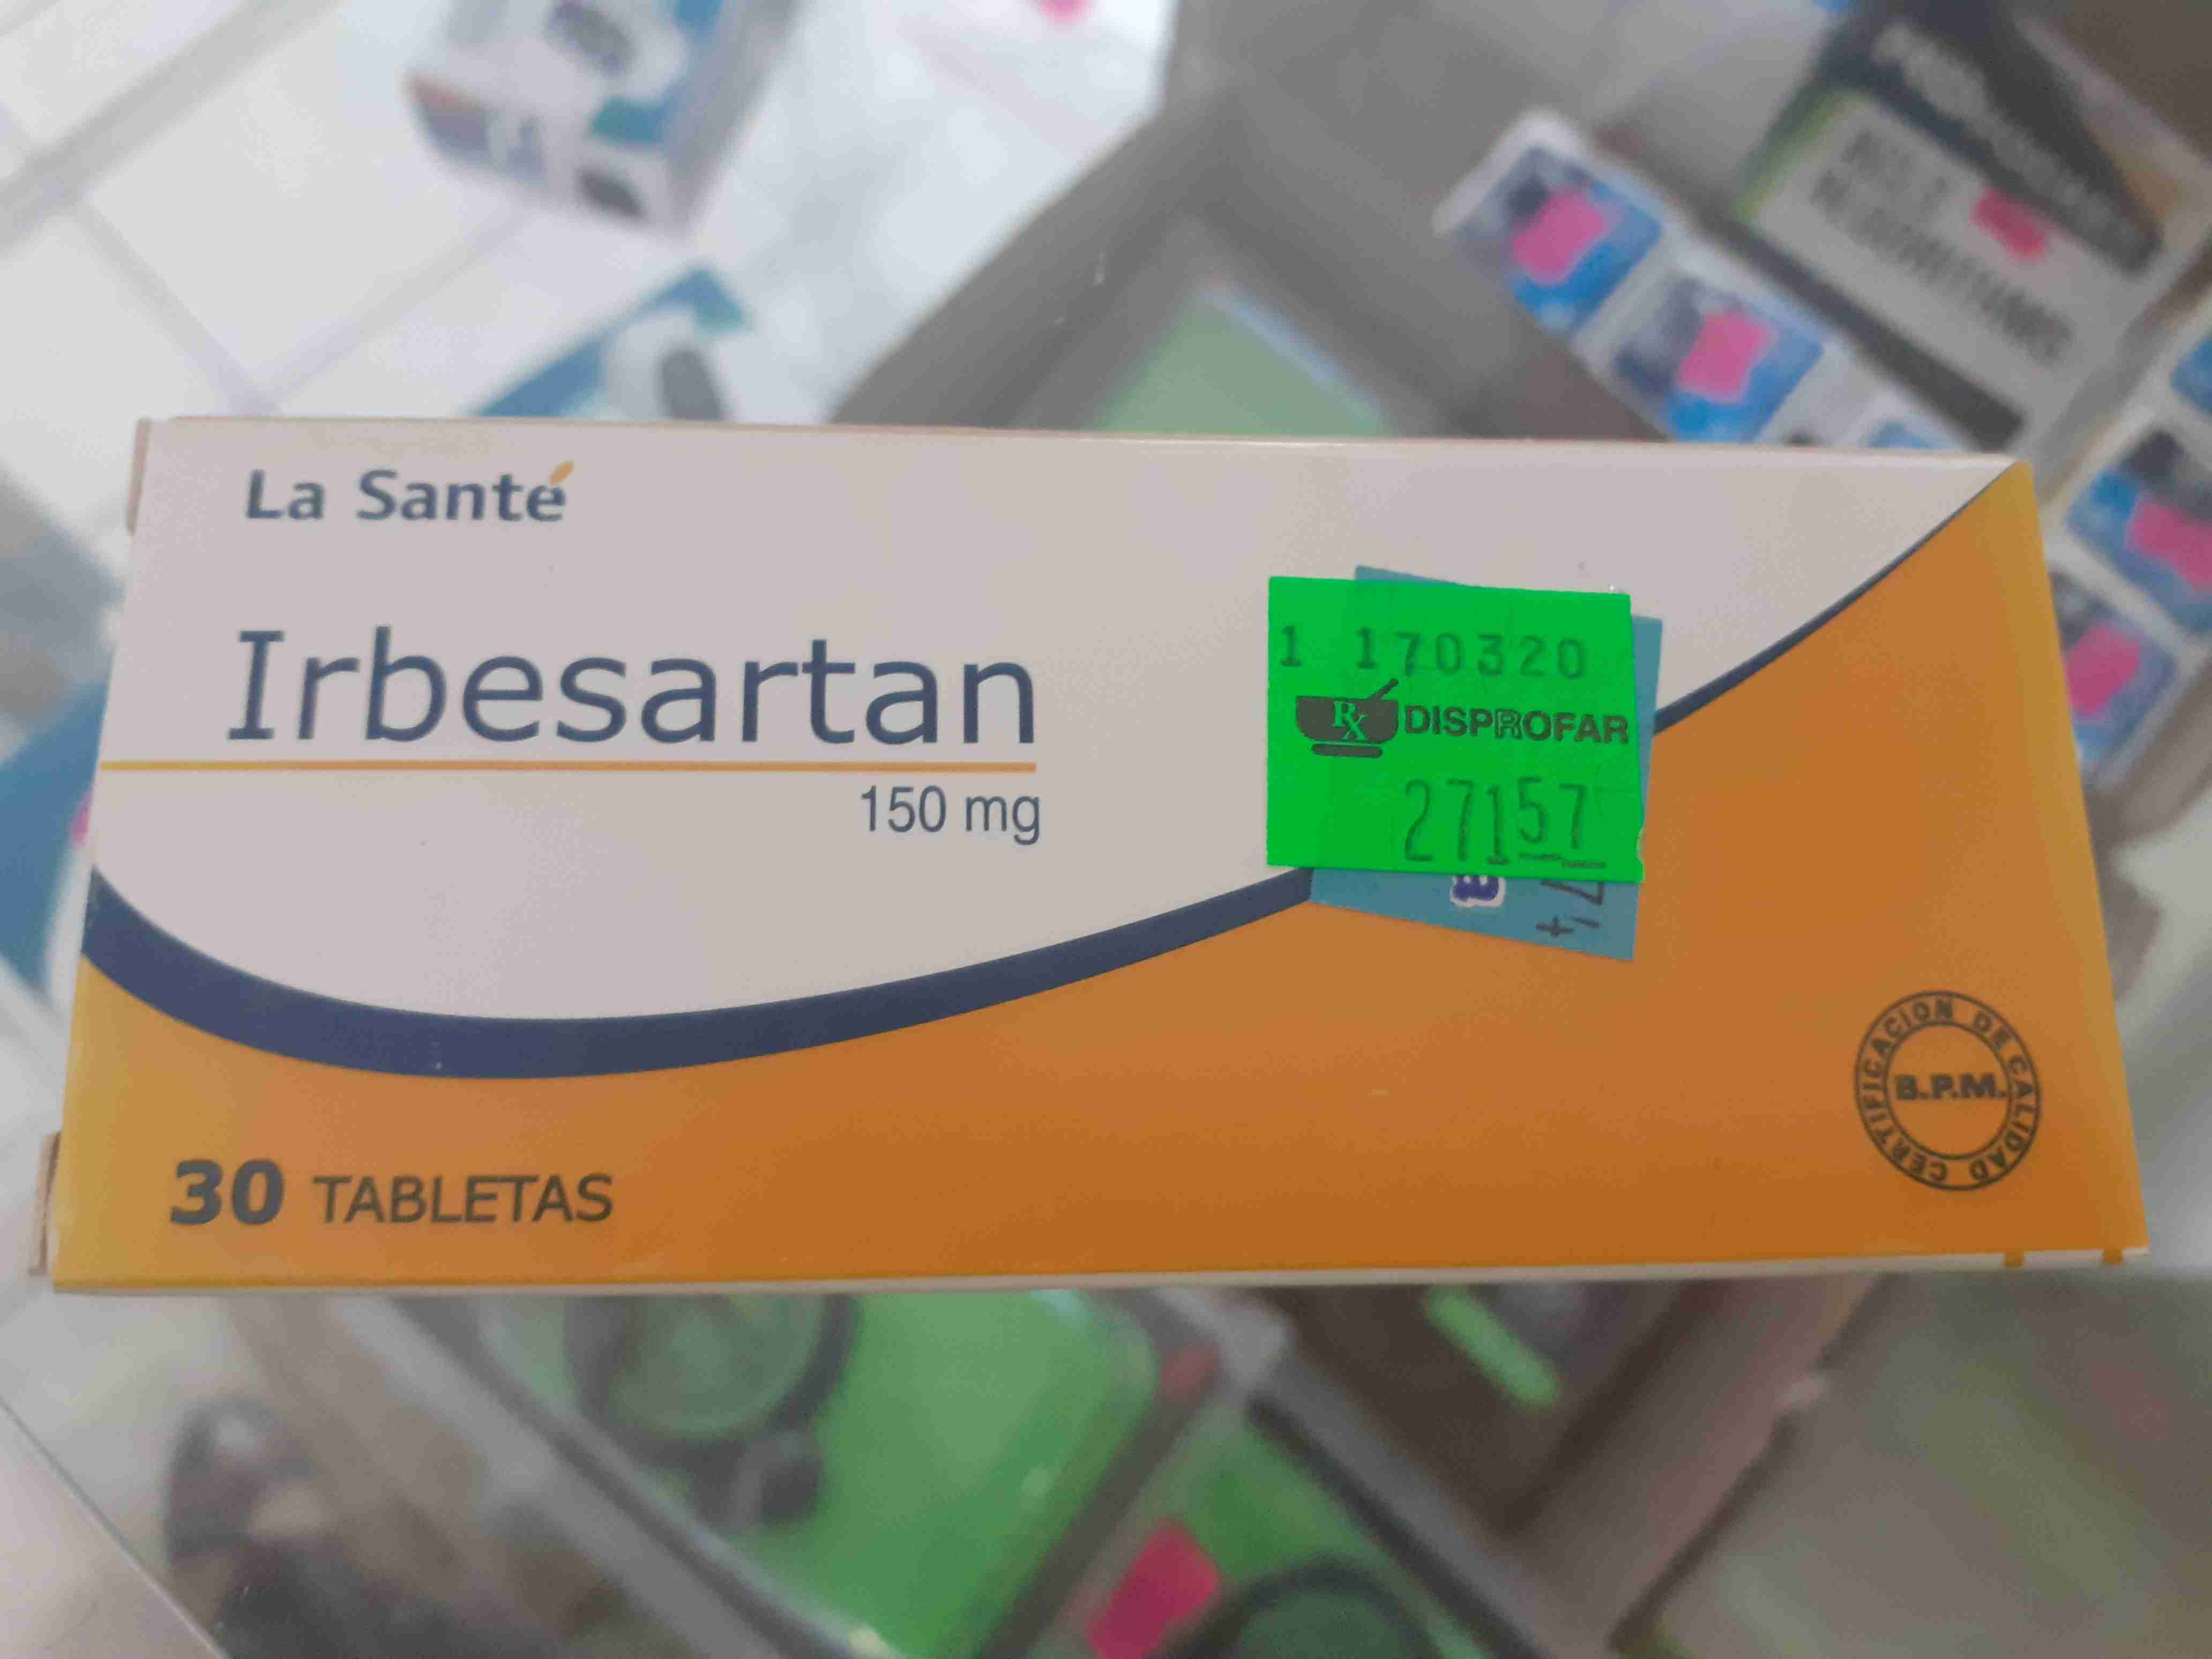 La Santé
Irbesartan
150 mg
1 170320
Rx DISPROFAR
27157
30 TABLETAS
CERTIFICACION DE CALIDAD
B.P.M.